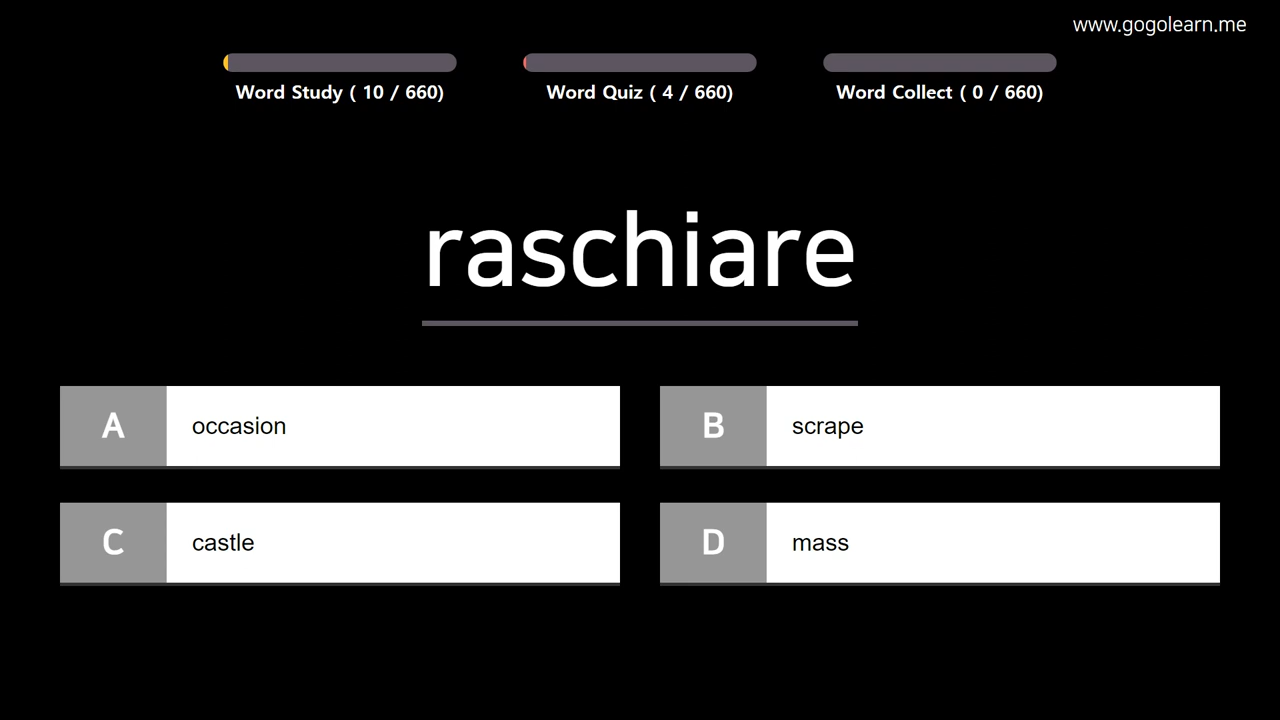 www.gogolearn.me
Word Study ( 10 / 660)
Word Quiz ( 4 / 660)
Word Collect ( 0 / 660)
raschiare
A occasion
B scrape
C castle
D mass